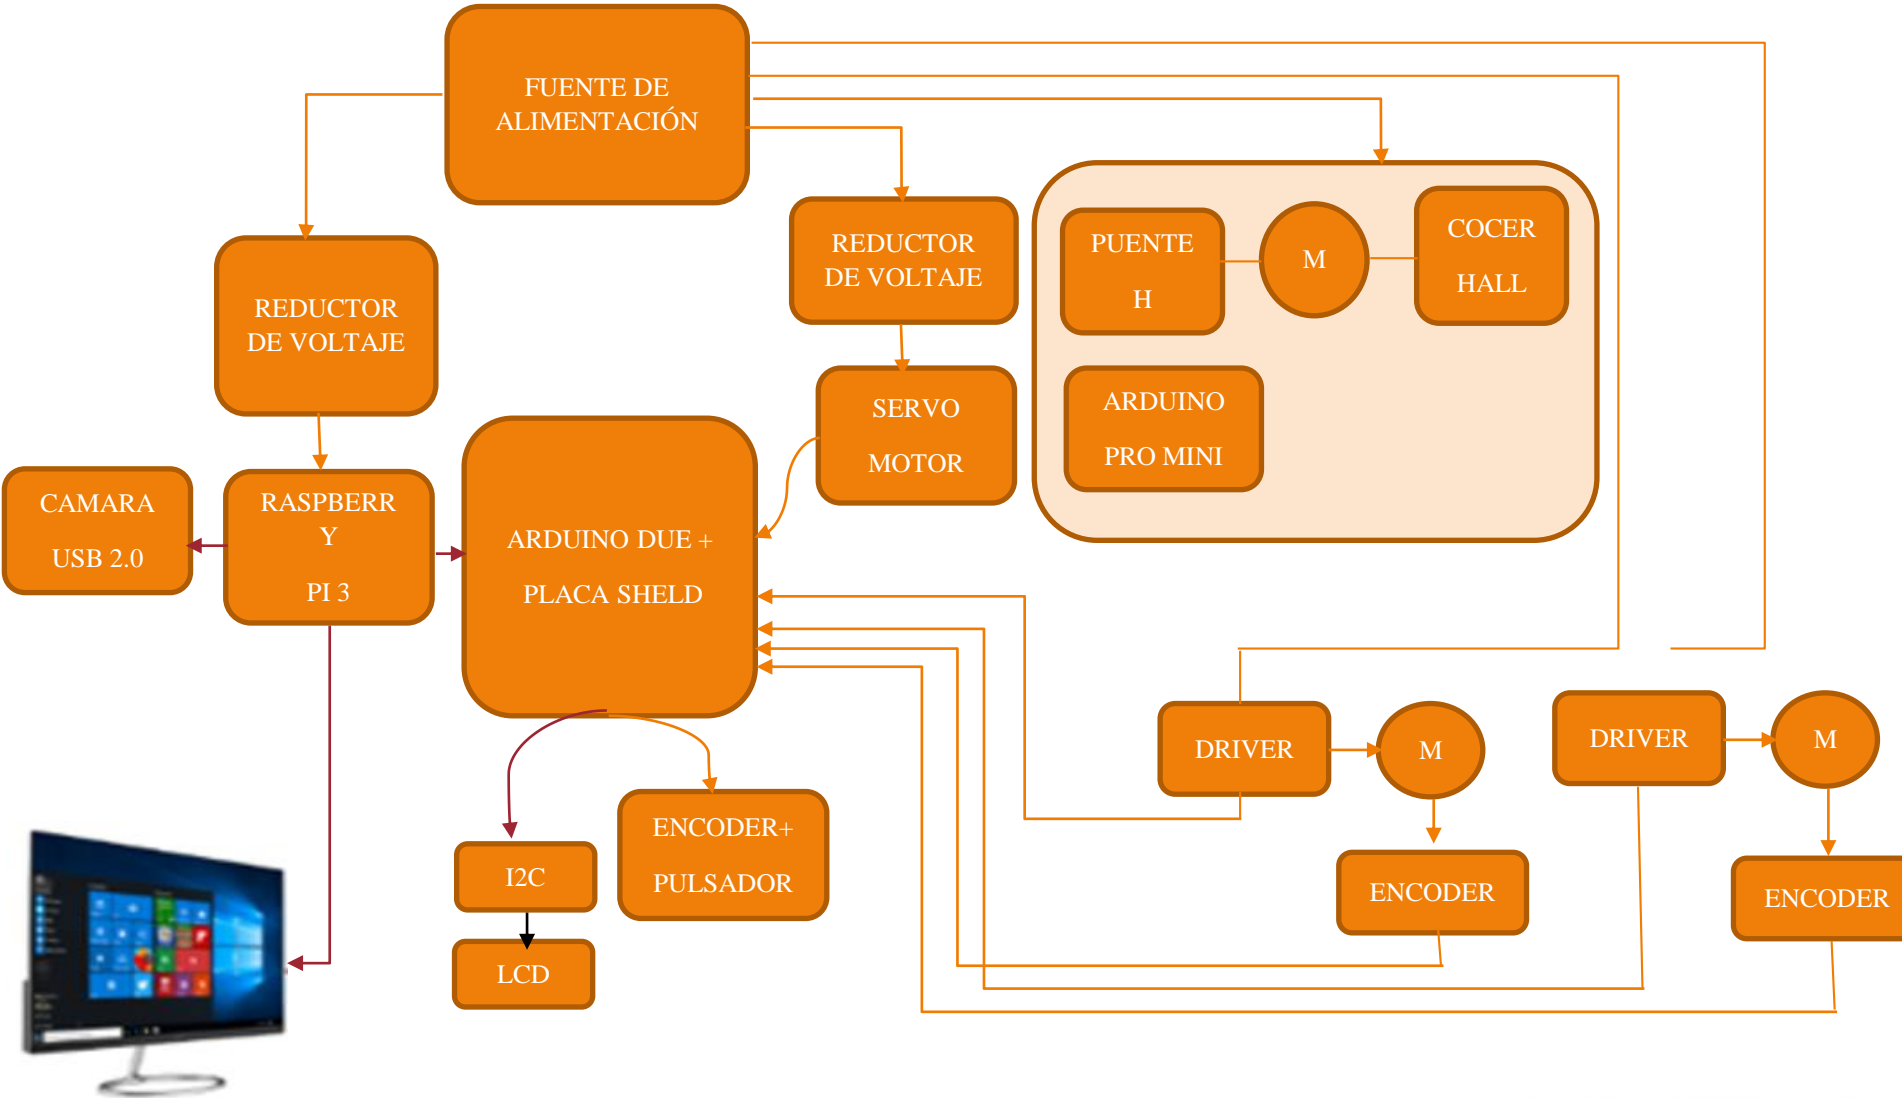 FUENTE DE
ALIMENTACIÓN
REDUCTOR
DE VOLTAJE
REDUCTOR
DE VOLTAJE
PUENTE
H
M
COCER
HALL
SERVO
MOTOR
ARDUINO
PRO MINI
CAMARA
USB 2.0
RASPBERR
Y
PI 3
ARDUINO DUE +
PLACA SHELD
DRIVER
M
DRIVER
M
I2C
ENCODER+
PULSADOR
ENCODER
ENCODER
LCD